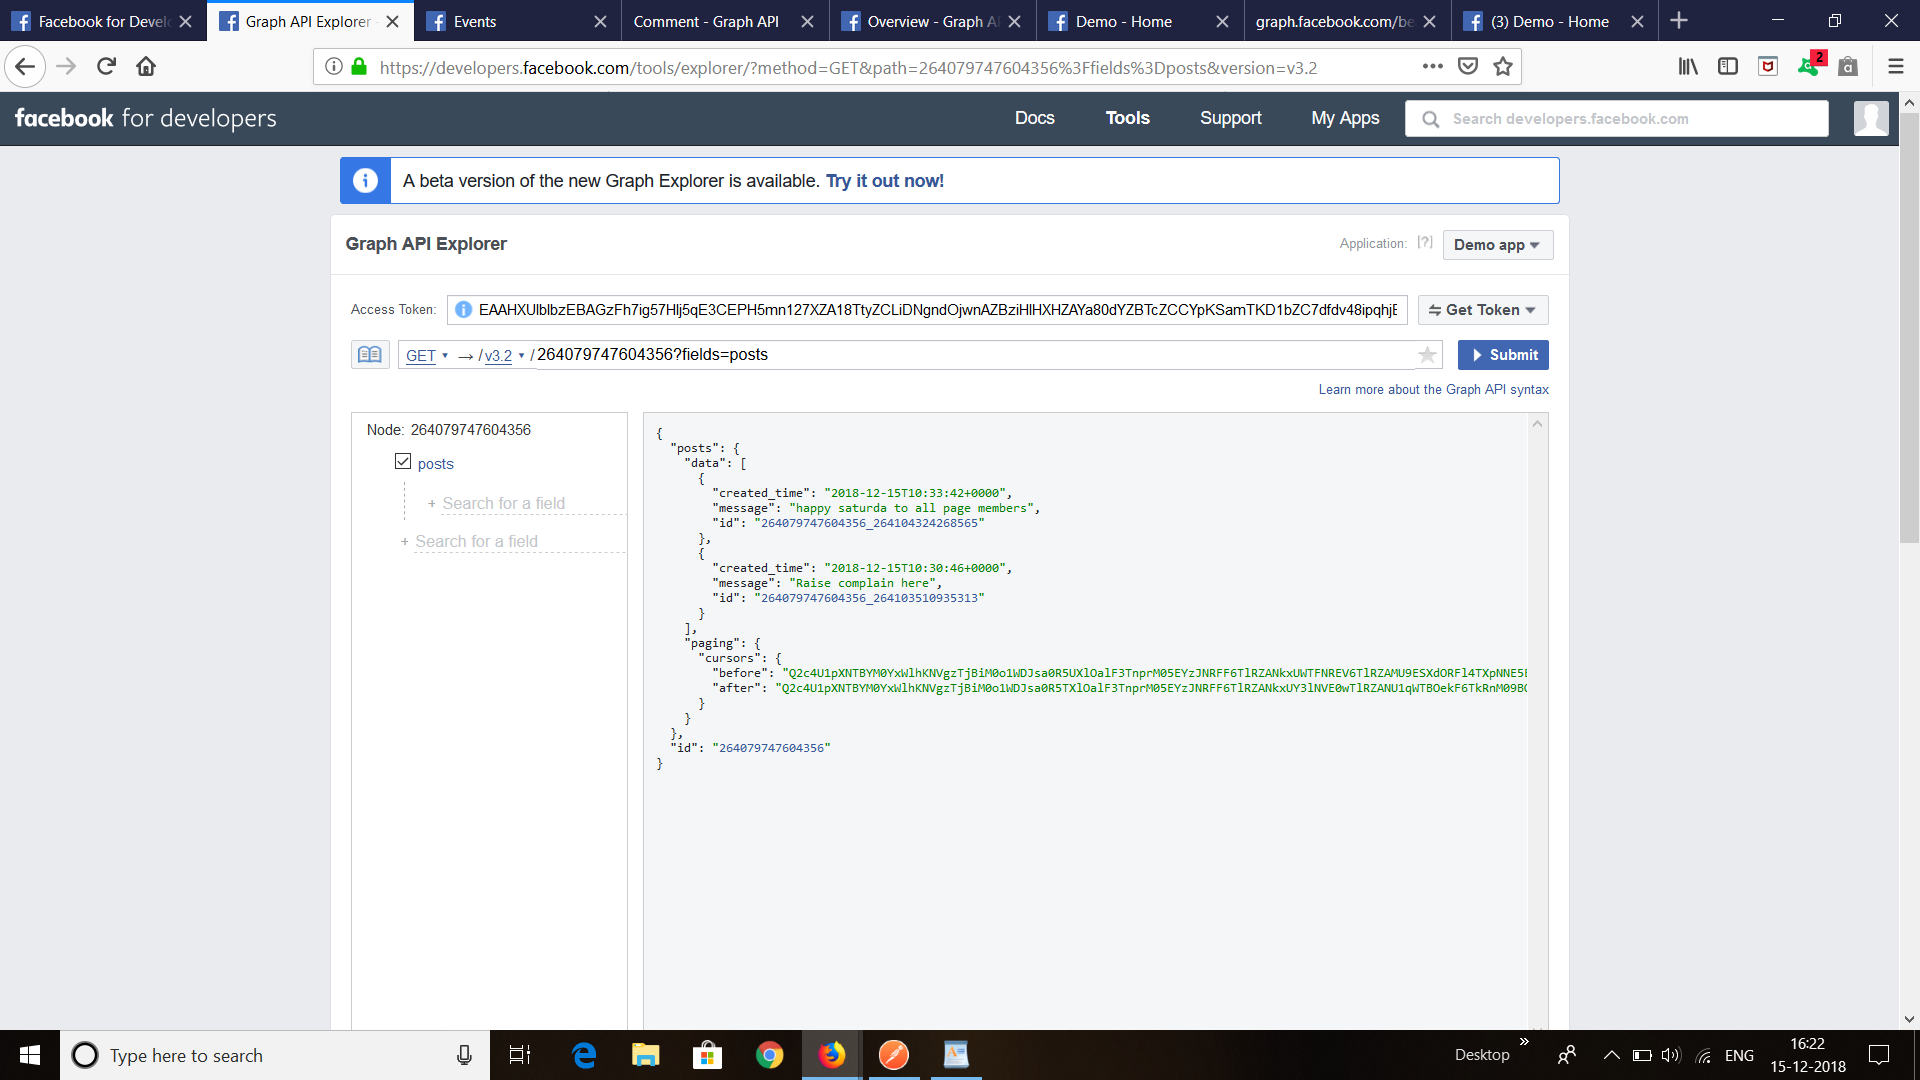 Facebook for Devel
Graph API Explorer -
Events
Comment - Graph API
Overview - Graph A
Demo - Home
graph.facebook.com/be
(3) Demo - Home
https://developers.facebook.com/tools/explorer/?method=GET&path=264079747604356%3Ffields%3Dposts&version=v3.2
2
facebook for developers
Docs
Tools
Support
My Apps
Search developers.facebook.com
A beta version of the new Graph Explorer is available. Try it out now!
Graph API Explorer
Application: [?]
Demo app
Access Token:
Get Token
GET → /v3.2 /264079747604356?fields=posts
Submit
Learn more about the Graph API syntax
Node: 264079747604356
posts
+ Search for a field
+ Search for a field
{
"posts": {
"data": [
{
"created_time": "2018-12-15T10:33:42+0000",
"message": "happy saturda to all page members",
"id": "264079747604356_264104324268565"
},
{
"created_time": "2018-12-15T10:30:46+0000",
"message": "Raise complain here",
"id": "264079747604356_264103510935313"
}
],
"paging": {
"cursors": {
"before":
"after":
}
}
},
"id": "264079747604356"
}
Type here to search
Desktop
ENG
16:22
15-12-2018